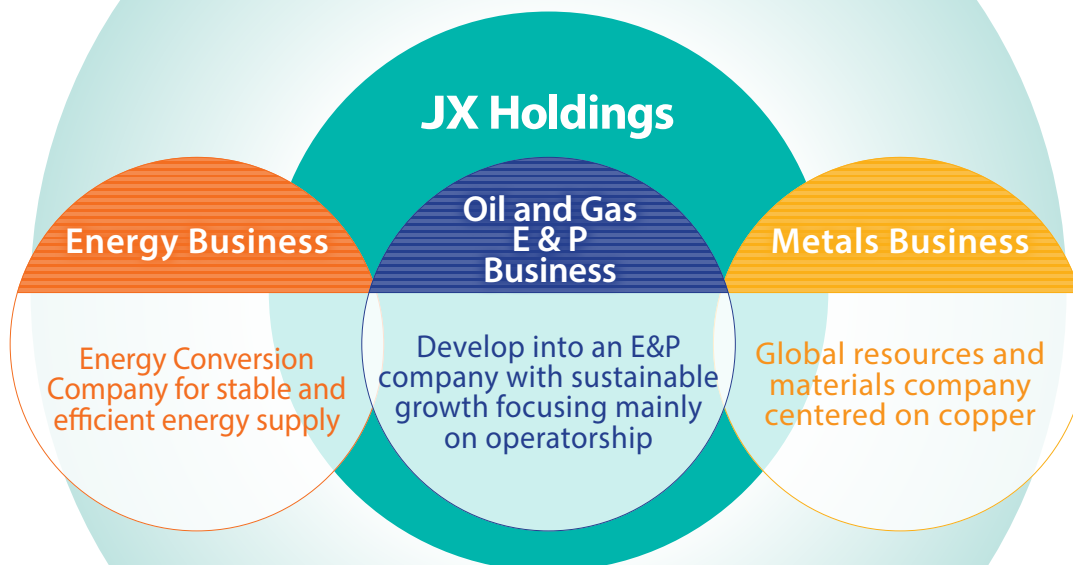 JX Holdings
Energy Business
Energy Conversion
Company for stable and
efficient energy supply
Oil and Gas
E & P
Business
Develop into an E&P
company with sustainable
growth focusing mainly
on operatorship
Metals Business
Global resources and
materials company
centered on copper